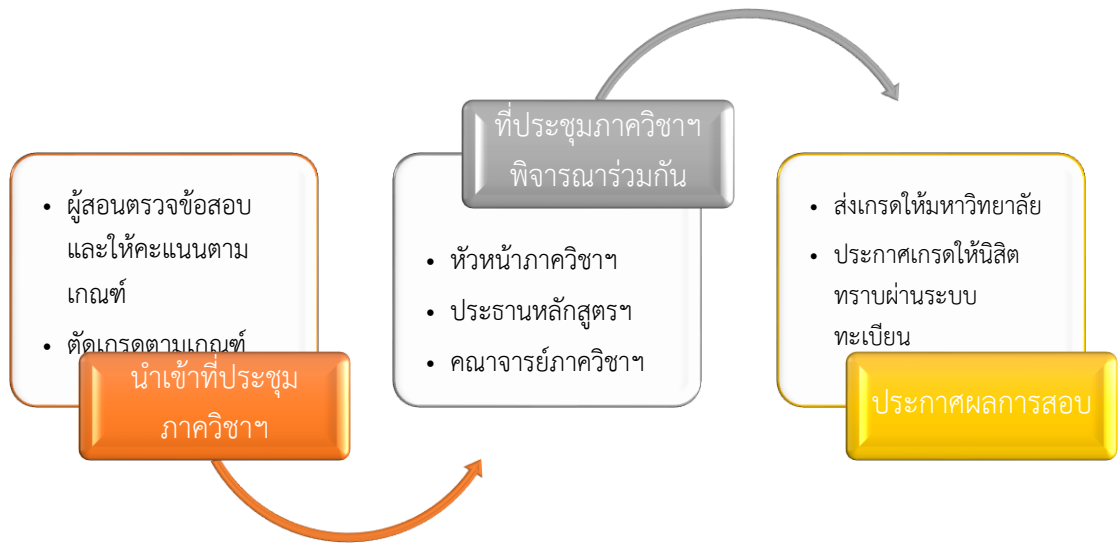 • ผู้สอนตรวจข้อสอบ
และให้คะแนนตาม
เกณฑ์
• ตัดเกรดตามเกณฑ์
นำเข้าที่ประชุม
ภาควิชาฯ
ที่ประชุมภาควิชาฯ
พิจารณาร่วมกัน
• หัวหน้าภาควิชาฯ
• ประธานหลักสูตรฯ
• คณาจารย์ภาควิชาฯ
• ส่งเกรดให้มหาวิทยาลัย
• ประกาศเกรดให้นิสิต
ทราบผ่านระบบ
ทะเบียน
ประกาศผลการสอบ